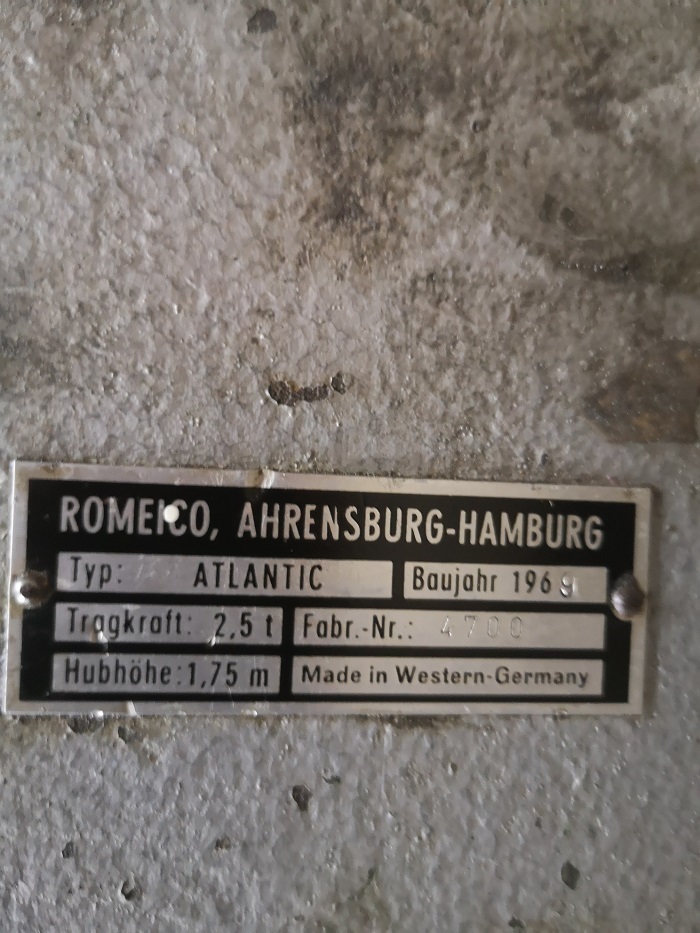 ROMEICO, AHRENSBURG-HAMBURG
Typ: ATLANTIC
Baujahr 1969
Tragkraft: 2,5 t
Fabr.-Nr.: 4700
Hubhöhe: 1,75 m
Made in Western-Germany